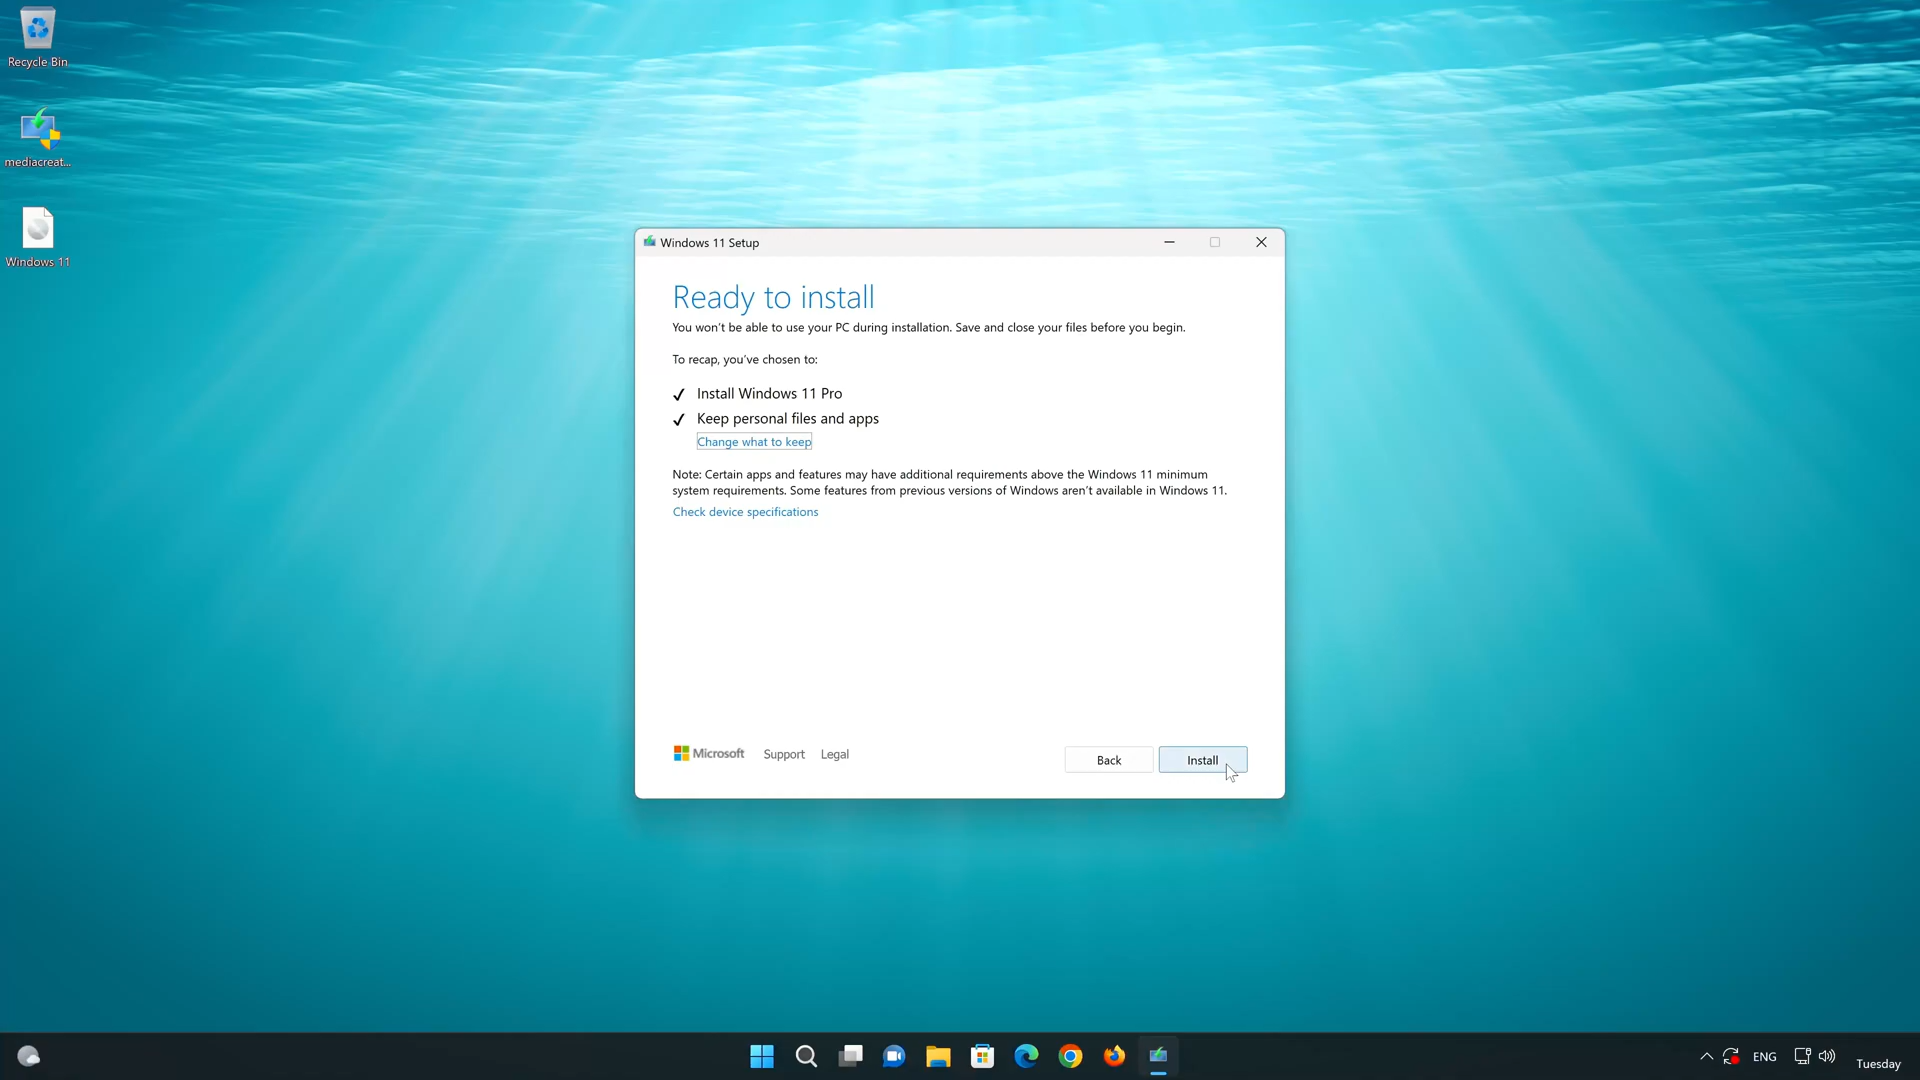 Recycle Bin
mediacreat...
Windows 11
Windows 11 Setup
Ready to install
You won't be able to use your PC during installation. Save and close your files before you begin.
To recap, you've chosen to:
Install Windows 11 Pro
Keep personal files and apps
Change what to keep
Note: Certain apps and features may have additional requirements above the Windows 11 minimum
system requirements. Some features from previous versions of Windows aren't available in Windows 11.
Check device specifications
Microsoft Support Legal
Back Install
ENG
Tuesday